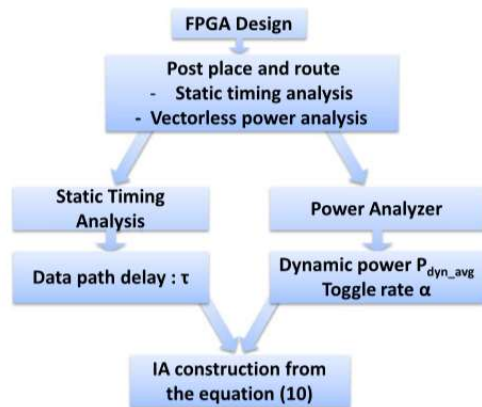 FPGA Design
Post place and route
- Static timing analysis
- Vectorless power analysis
Static Timing
Analysis
Power Analyzer
Data path delay : τ
Dynamic power Pdyn_avg
Toggle rate α
IA construction from
the equation (10)